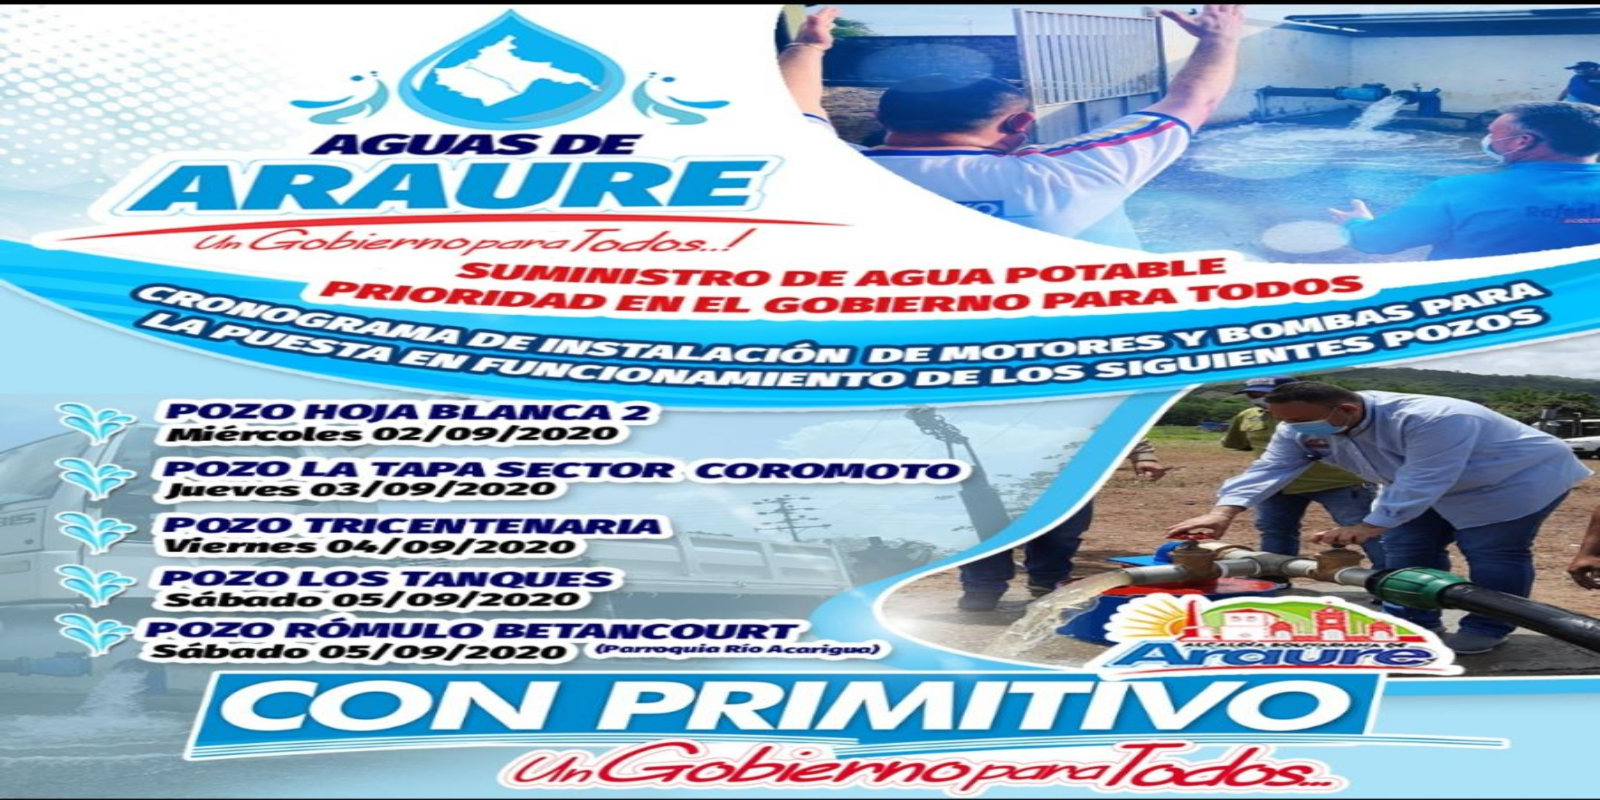 AGUAS DE
ARAURE
Un Gobierno para Todos..!
SUMINISTRO DE AGUA POTABLE
PRIORIDAD EN EL GOBIERNO PARA TODOS
CRONOGRAMA DE INSTALACIÓN DE MOTORES Y BOMBAS PARA
LA PUESTA EN FUNCIONAMIENTO DE LOS SIGUIENTES POZOS
POZO HOJA BLANCA 2
Miércoles 02/09/2020
POZO LA TAPA SECTOR COROMOTO
Jueves 03/09/2020
POZO TRICENTENARIA
Viernes 04/09/2020
POZO LOS TANQUES
Sábado 05/09/2020
POZO RÓMULO BETANCOURT
Sábado 05/09/2020 (Parroquia Río Acarigua)
ALCALDÍA BOLIVARIANA DE
Araure
CON PRIMITIVO
Un Gobierno para Todos...